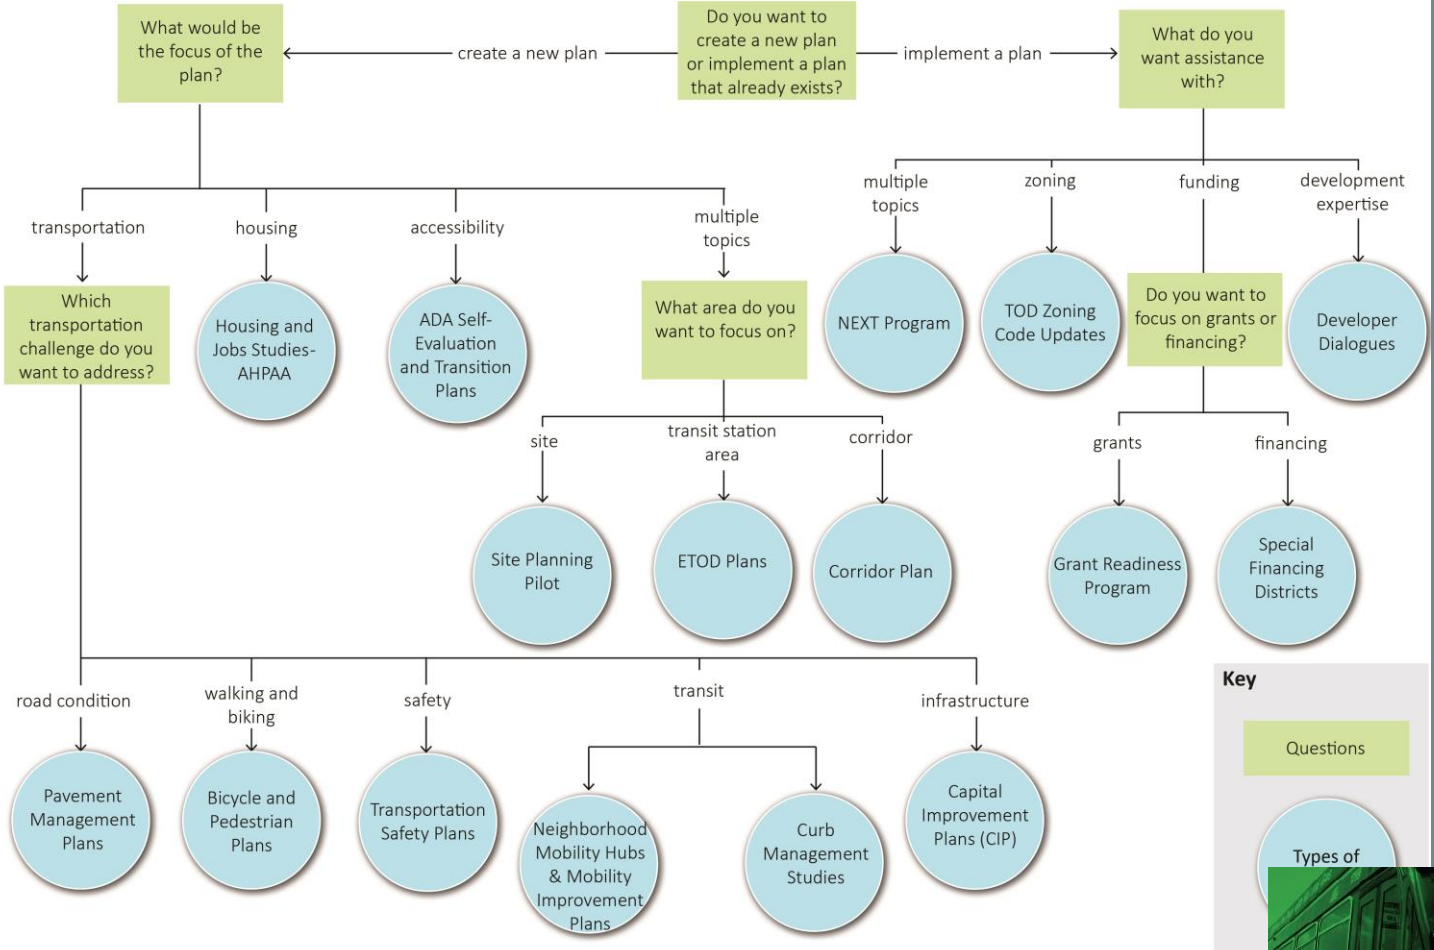 What would be
the focus of the
plan?
create a new plan
Do you want to
create a new plan
or implement a plan
that already exists?
implement a plan
What do you
want assistance
with?
transportation
housing
accessibility
multiple
topics
multiple
topics
zoning
funding
development
expertise
Which
transportation
challenge do you
want to address?
Housing and
Jobs Studies-
AHPAA
ADA Self-
Evaluation
and Transition
Plans
What area do you
want to focus on?
NEXT Program
TOD Zoning
Code Updates
Do you want to
focus on grants or
financing?
Developer
Dialogues
site
transit station
area
corridor
grants
financing
Site Planning
Pilot
ETOD Plans
Corridor Plan
Grant Readiness
Program
Special
Financing
Districts
road condition
walking and
biking
safety
transit
infrastructure
Pavement
Management
Plans
Bicycle and
Pedestrian
Plans
Transportation
Safety Plans
Neighborhood
Mobility Hubs
& Mobility
Improvement
Plans
Curb
Management
Studies
Capital
Improvement
Plans (CIP)
Key
Questions
Types of